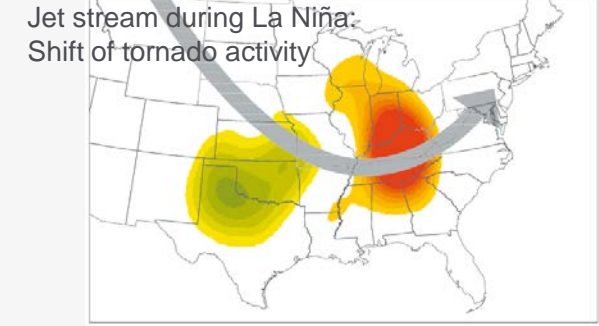 Jet stream during La Niña:
Shift of tornado activity